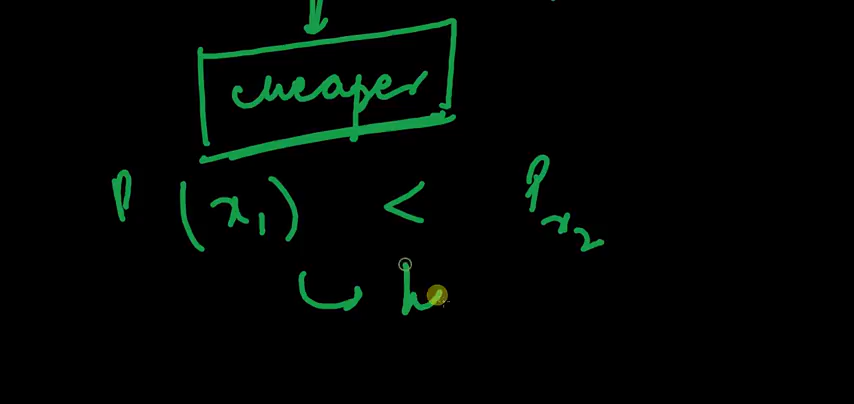 cheaper
P (x₁) < Pₓ₂